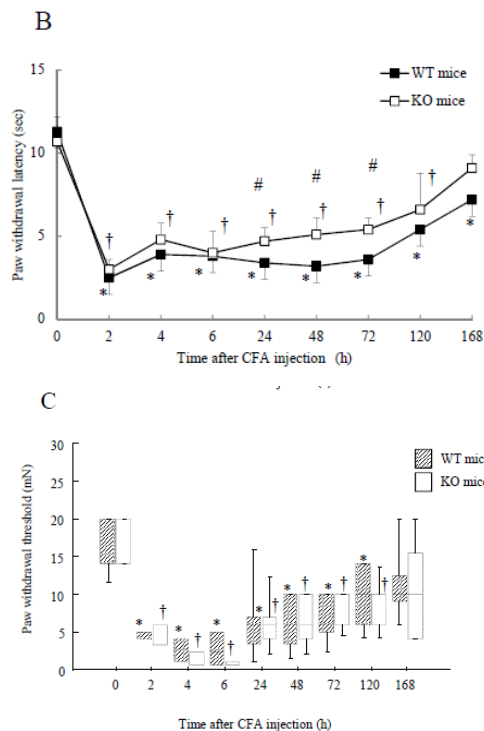 B
15
10
5
0
Paw withdrawal latency (sec)
WT mice
KO mice
# # #
† † † † † † †
* * * * * * * *
0 2 4 6 24 48 72 120 168
Time after CFA injection (h)
C
30
25
20
15
10
5
0
Paw withdrawal threshold (mN)
WT mic
KO mice
* * * * * * *
† † † † † † †
0 2 4 6 24 48 72 120 168
Time after CFA injection (h)